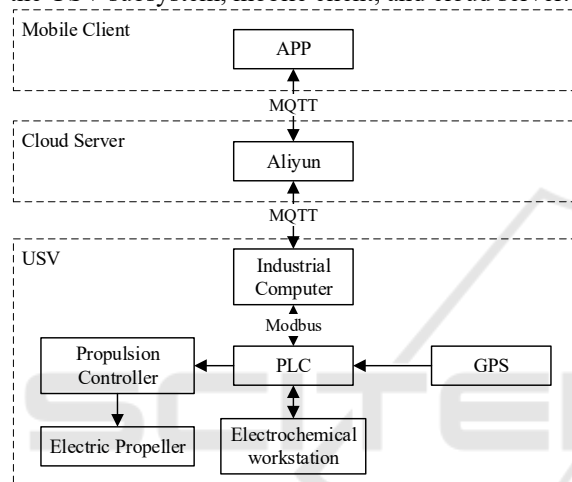 the USV subsystem, mobile client, and cloud server.
Mobile Client
APP
MQTT
Cloud Server
Aliyun
MQTT
USV
Industrial
Computer
Modbus
Propulsion
Controller
PLC
GPS
Electric Propeller
Electrochemical
workstation
SCITE